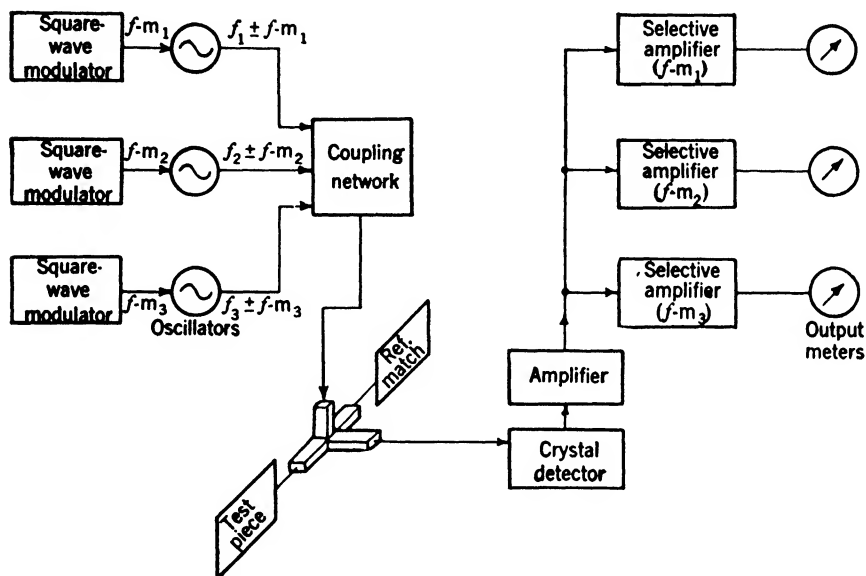 Square-
wave
modulator
f-m1
f1 ± f-m1
Square-
wave
modulator
f-m2
f2 ± f-m2
Square-
wave
modulator
f-m3
f3 ± f-m3
Oscillators
Coupling
network
Ref.
match
Test
piece
Crystal
detector
Amplifier
Selective
amplifier
(f-m1)
Selective
amplifier
(f-m2)
Selective
amplifier
(f-m3)
Output
meters